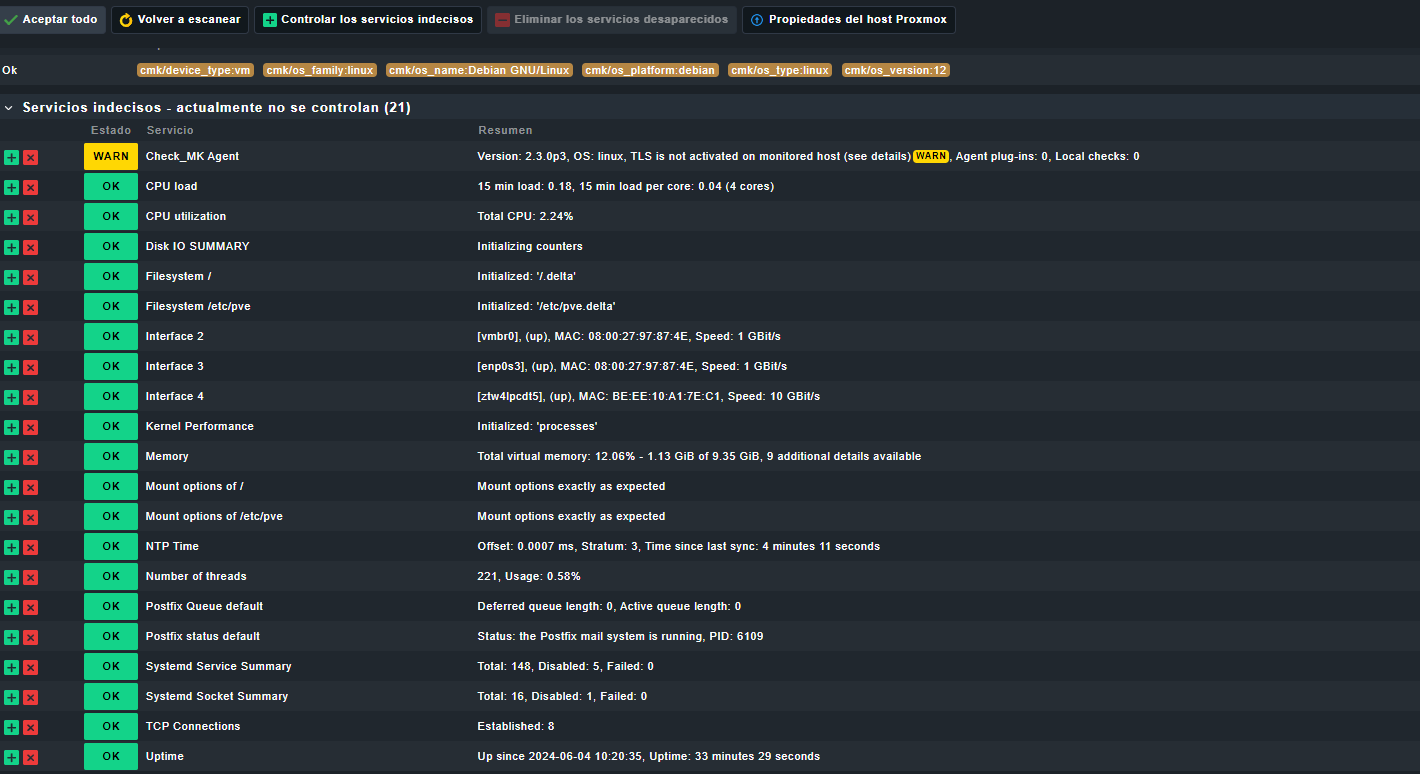 Aceptar todo Volver a escanear Controlar los servicios indecisos Eliminar los servicios desaparecidos Propiedades del host Proxmox
Ok cmk/device_type:vm cmk/os_family:linux cmk/os_name:Debian GNU/Linux cmk/os_platform:debian cmk/os_type:linux cmk/os_version:12
Servicios indecisos - actualmente no se controlan (21)
Estado Servicio Resumen
WARN Check_MK Agent Version: 2.3.0p3, OS: linux, TLS is not activated on monitored host (see details) WARN, Agent plug-ins: 0, Local checks: 0
OK CPU load 15 min load: 0.18, 15 min load per core: 0.04 (4 cores)
OK CPU utilization Total CPU: 2.24%
OK Disk IO SUMMARY Initializing counters
OK Filesystem / Initialized: '/.delta'
OK Filesystem /etc/pve Initialized: '/etc/pve.delta'
OK Interface 2 [vmbr0], (up), MAC: 08:00:27:97:87:4E, Speed: 1 GBit/s
OK Interface 3 [enp0s3], (up), MAC: 08:00:27:97:87:4E, Speed: 1 GBit/s
OK Interface 4 [ztw4lpcdt5], (up), MAC: BE:EE:10:A1:7E:C1, Speed: 10 GBit/s
OK Kernel Performance Initialized: 'processes'
OK Memory Total virtual memory: 12.06% - 1.13 GiB of 9.35 GiB, 9 additional details available
OK Mount options of / Mount options exactly as expected
OK Mount options of /etc/pve Mount options exactly as expected
OK NTP Time Offset: 0.0007 ms, Stratum: 3, Time since last sync: 4 minutes 11 seconds
OK Number of threads 221, Usage: 0.58%
OK Postfix Queue default Deferred queue length: 0, Active queue length: 0
OK Postfix status default Status: the Postfix mail system is running, PID: 6109
OK Systemd Service Summary Total: 148, Disabled: 5, Failed: 0
OK Systemd Socket Summary Total: 16, Disabled: 1, Failed: 0
OK TCP Connections Established: 8
OK Uptime Up since 2024-06-04 10:20:35, Uptime: 33 minutes 29 seconds